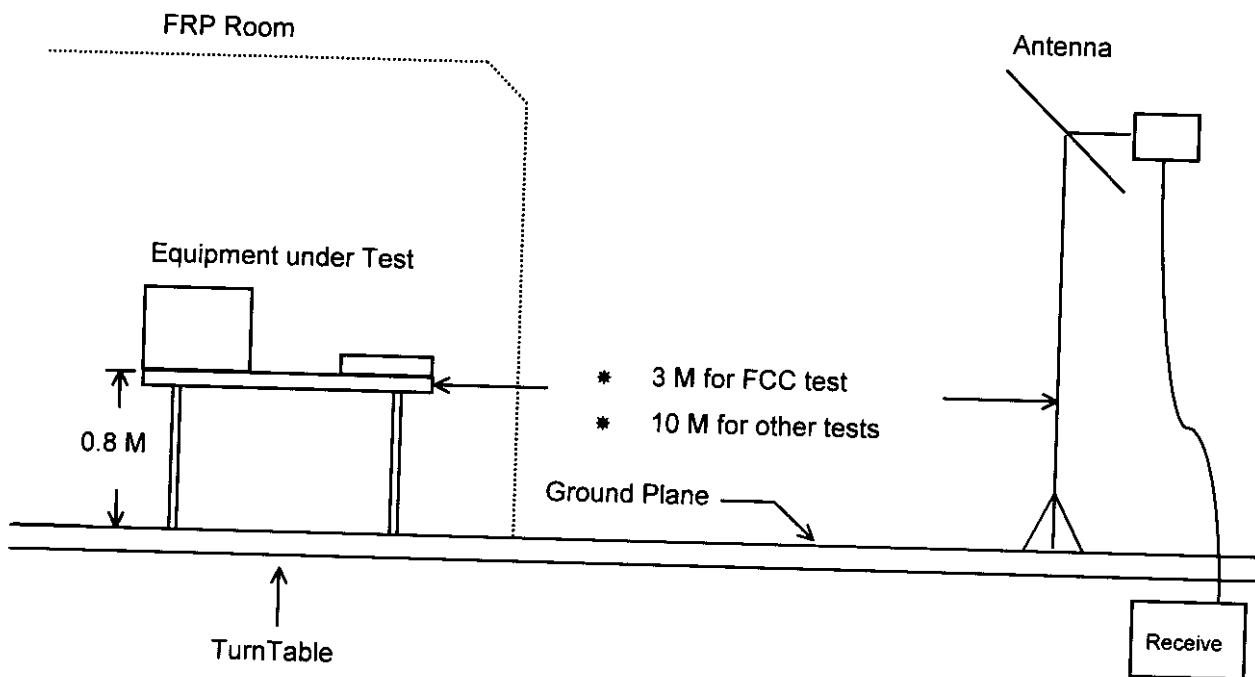 FRP Room
Antenna
Equipment under Test
* 3 M for FCC test
* 10 M for other tests
0.8 M
Ground Plane
TurnTable
Receive